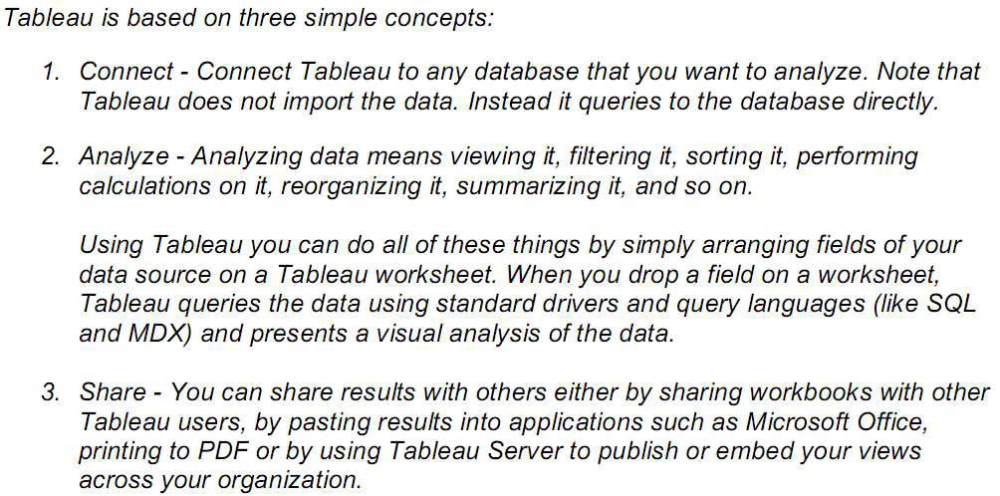 Tableau is based on three simple concepts:
1. Connect - Connect Tableau to any database that you want to analyze. Note that
Tableau does not import the data. Instead it queries to the database directly.
2. Analyze - Analyzing data means viewing it, filtering it, sorting it, performing
calculations on it, reorganizing it, summarizing it, and so on.
Using Tableau you can do all of these things by simply arranging fields of your
data source on a Tableau worksheet. When you drop a field on a worksheet,
Tableau queries the data using standard drivers and query languages (like SQL
and MDX) and presents a visual analysis of the data.
3. Share - You can share results with others either by sharing workbooks with other
Tableau users, by pasting results into applications such as Microsoft Office,
printing to PDF or by using Tableau Server to publish or embed your views
across your organization.